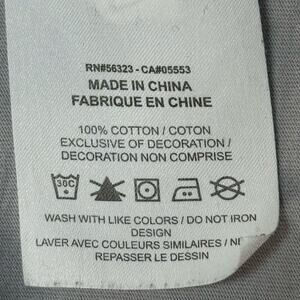 RN#56323 - CA#05553
MADE IN CHINA
FABRIQUE EN CHINE
100% COTTON / COTON
EXCLUSIVE OF DECORATION /
DECORATION NON COMPRISE
30C
WASH WITH LIKE COLORS / DO NOT IRON
DESIGN
LAVER AVEC COULEURS SIMILAIRES / NE
REPASSER LE DESSIN